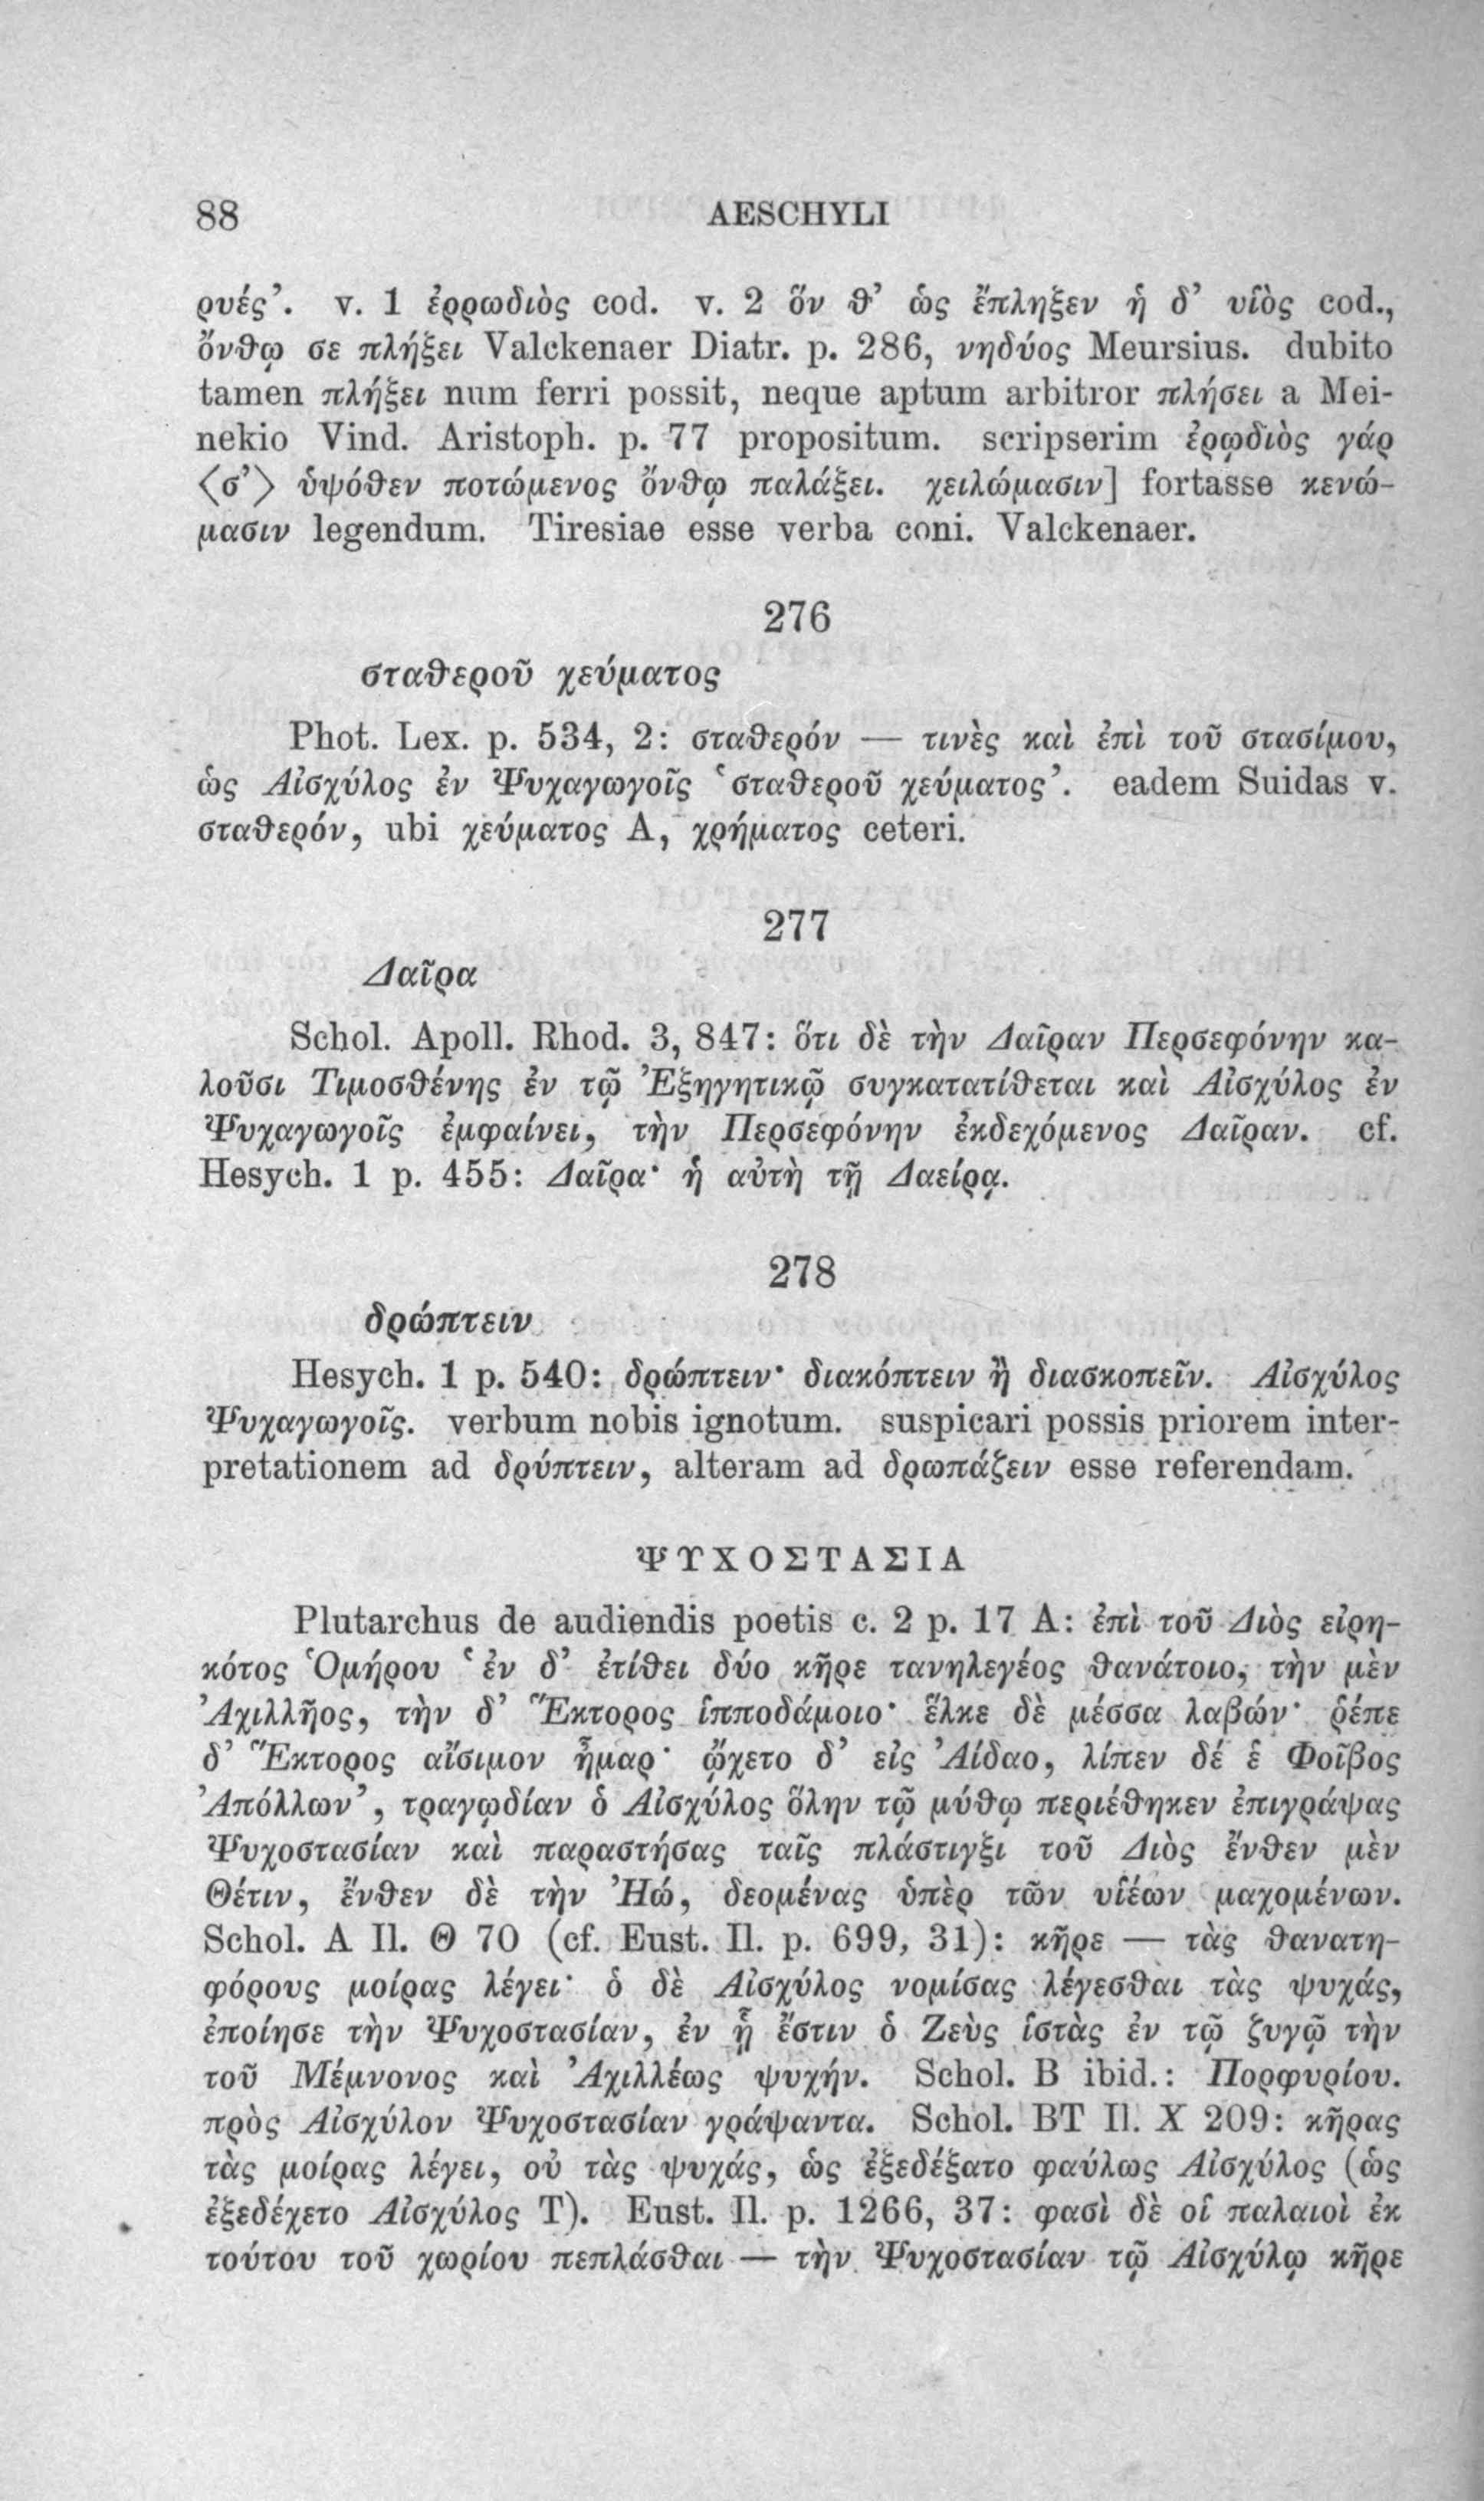 88 AESCHYLI
ρυές’. v. 1 ἐρρωδιὸς cod. v. 2 ὅν θ’ ὡς ἔπληξεν ἡ δ’ υἱὸς cod.,
ὄνθῳ σε πλήξει Valckenaer Diatr. p. 286, νηδύος Meursius. dubito
tamen πλήξει num ferri possit, neque aptum arbitror πλήσει a Mei-
nekio Vind. Aristoph. p. 77 propositum. scripserim ἐρῳδιὸς γάρ
⟨σ’⟩ ὑψόθεν ποτώμενος ὄνθῳ παλάξει. χειλώμασιν] fortasse κενώ-
μασιν legendum. Tiresiae esse verba coni. Valckenaer.
276
σταθεροῦ χεύματος
Phot. Lex. p. 534, 2: σταθερόν — τινὲς καὶ ἐπὶ τοῦ στασίμου,
ὡς Αἰσχύλος ἐν Ψυχαγωγοῖς ‘σταθεροῦ χεύματος’. eadem Suidas v.
σταθερόν, ubi χεύματος A, χρήματος ceteri.
277
Δαῖρα
Schol. Apoll. Rhod. 3, 847: ὅτι δὲ τὴν Δαῖραν Περσεφόνην κα-
λοῦσι Τιμοσθένης ἐν τῷ Ἐξηγητικῷ συγκατατίθεται καὶ Αἰσχύλος ἐν
Ψυχαγωγοῖς ἐμφαίνει, τὴν Περσεφόνην ἐκδεχόμενος Δαῖραν. cf.
Hesych. 1 p. 455: Δαῖρα· ἡ αὐτὴ τῇ Δαείρᾳ.
278
δρώπτειν
Hesych. 1 p. 540: δρώπτειν· διακόπτειν ἢ διασκοπεῖν. Αἰσχύλος
Ψυχαγωγοῖς. verbum nobis ignotum. suspicari possis priorem inter-
pretationem ad δρύπτειν, alteram ad δρωπάζειν esse referendam.
ΨΥΧΟΣΤΑΣΙΑ
Plutarchus de audiendis poetis c. 2 p. 17 A: ἐπὶ τοῦ Διὸς εἰρη-
κότος Ὁμήρου ‘ἐν δ’ ἐτίθει δύο κῆρε τανηλεγέος θανάτοιο, τὴν μὲν
Ἀχιλλῆος, τὴν δ’ Ἕκτορος ἱπποδάμοιο· ἕλκε δὲ μέσσα λαβών· ῥέπε
δ’ Ἕκτορος αἴσιμον ἦμαρ· ᾤχετο δ’ εἰς Ἀίδαο, λίπεν δέ ἑ Φοῖβος
Ἀπόλλων’, τραγῳδίαν ὁ Αἰσχύλος ὅλην τῷ μύθῳ περιέθηκεν ἐπιγράψας
Ψυχοστασίαν καὶ παραστήσας ταῖς πλάστιγξι τοῦ Διὸς ἔνθεν μὲν
Θέτιν, ἔνθεν δὲ τὴν Ἠώ, δεομένας ὑπὲρ τῶν υἱέων μαχομένων.
Schol. A Il. Θ 70 (cf. Eust. Il. p. 699, 31): κῆρε — τὰς θανατη-
φόρους μοίρας λέγει· ὁ δὲ Αἰσχύλος νομίσας λέγεσθαι τὰς ψυχάς,
ἐποίησε τὴν Ψυχοστασίαν, ἐν ᾗ ἔστιν ὁ Ζεὺς ἱστὰς ἐν τῷ ζυγῷ τὴν
τοῦ Μέμνονος καὶ Ἀχιλλέως ψυχήν. Schol. B ibid.: Πορφυρίου.
πρὸς Αἰσχύλον Ψυχοστασίαν γράψαντα. Schol. BT Il. X 209: κῆρας
τὰς μοίρας λέγει, οὐ τὰς ψυχάς, ὡς ἐξεδέξατο φαύλως Αἰσχύλος (ὡς
ἐξεδέχετο Αἰσχύλος T). Eust. Il. p. 1266, 37: φασὶ δὲ οἱ παλαιοὶ ἐκ
τούτου τοῦ χωρίου πεπλάσθαι — τὴν Ψυχοστασίαν τῷ Αἰσχύλῳ κῆρε